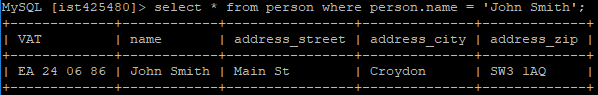 MySQL [ist425480]> select * from person where person.name = 'John Smith';
+-------------+------------+----------------+--------------+-------------+
| VAT | name | address_street | address_city | address_zip |
+-------------+------------+----------------+--------------+-------------+
| EA 24 06 86 | John Smith | Main St | Croydon | SW3 1AQ |
+-------------+------------+----------------+--------------+-------------+